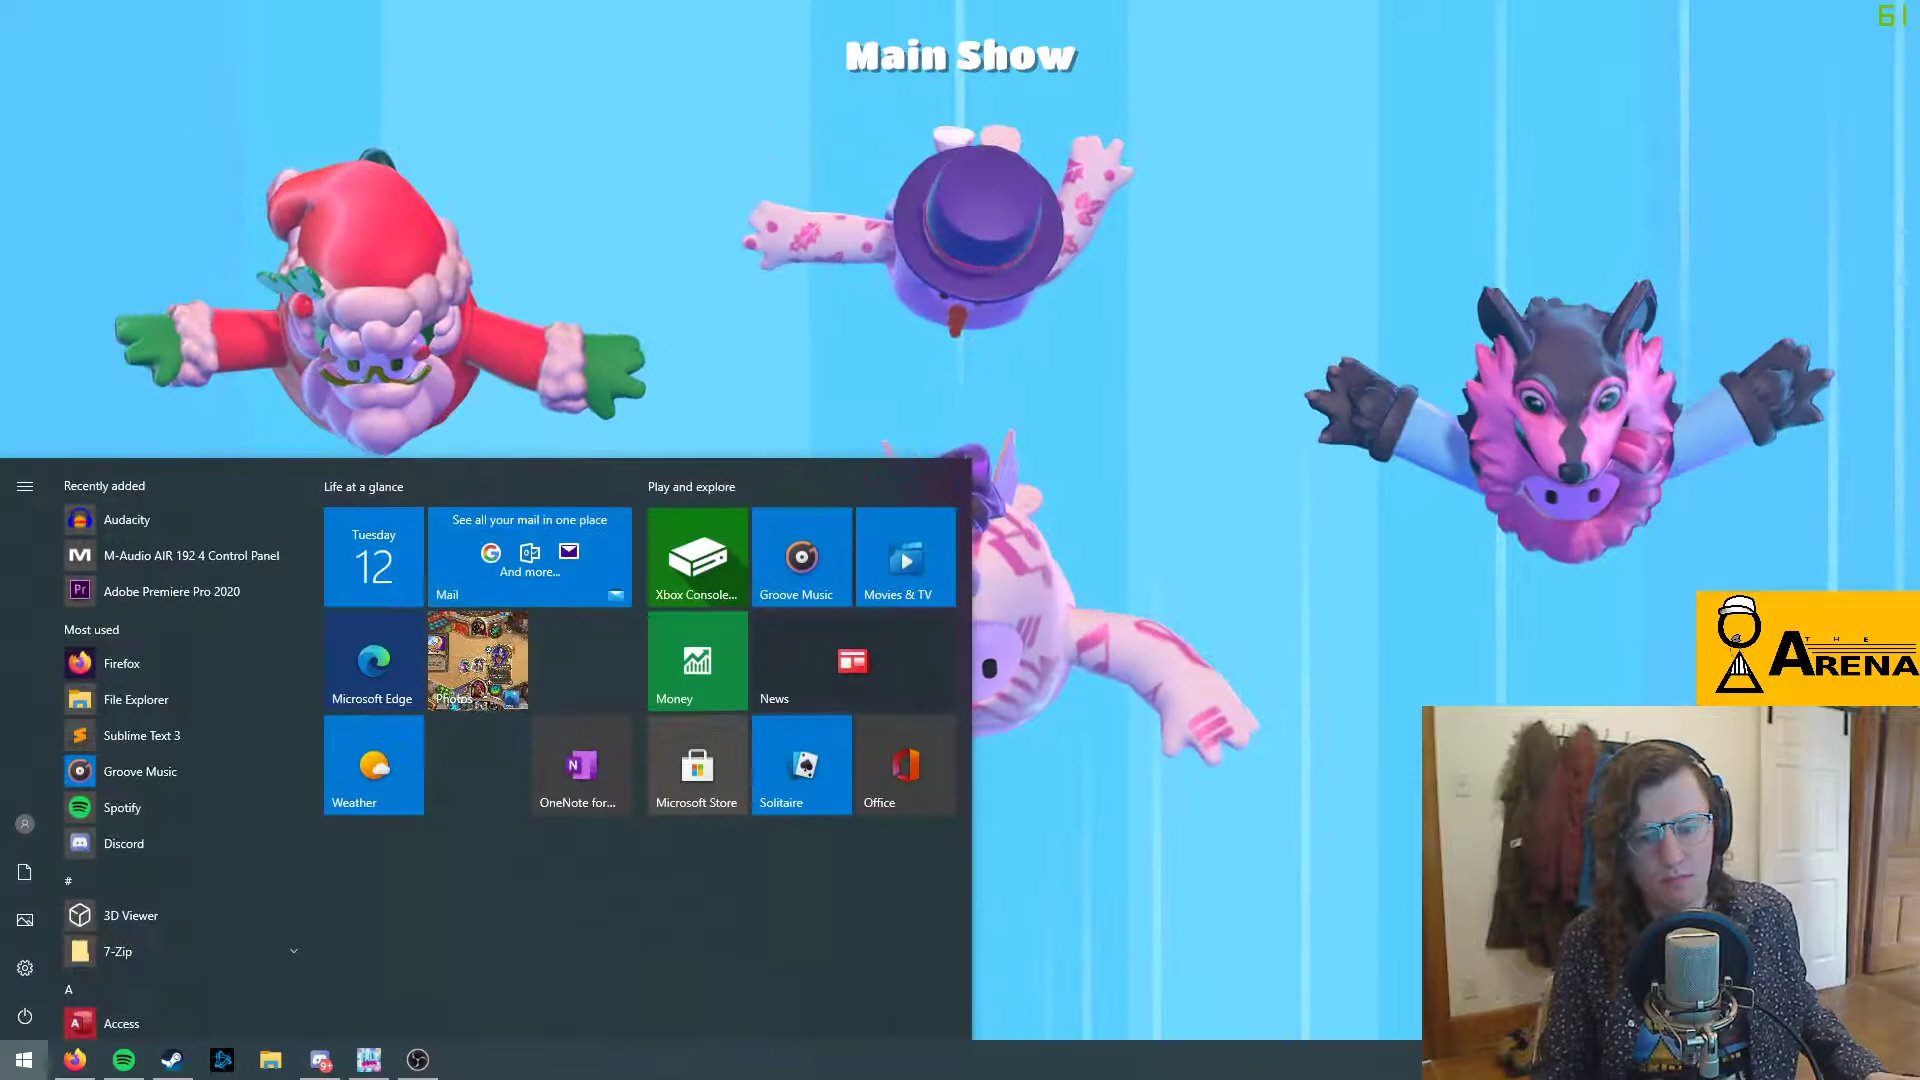 61
Main Show
Recently added
Audacity
M-Audio AIR 192 4 Control Panel
Pr
Adobe Premiere Pro 2020
Most used
Firefox
File Explorer
Sublime Text 3
Groove Music
Spotify
Discord
#
3D Viewer
7-Zip
A
Access
Life at a glance
Tuesday
12
See all your mail in one place
And more...
Mail
Microsoft Edge
Photos
Weather
OneNote for...
Play and explore
Xbox Console...
Groove Music
Movies & TV
Money
News
Microsoft Store
Solitaire
Office
THE
ARENA
9+